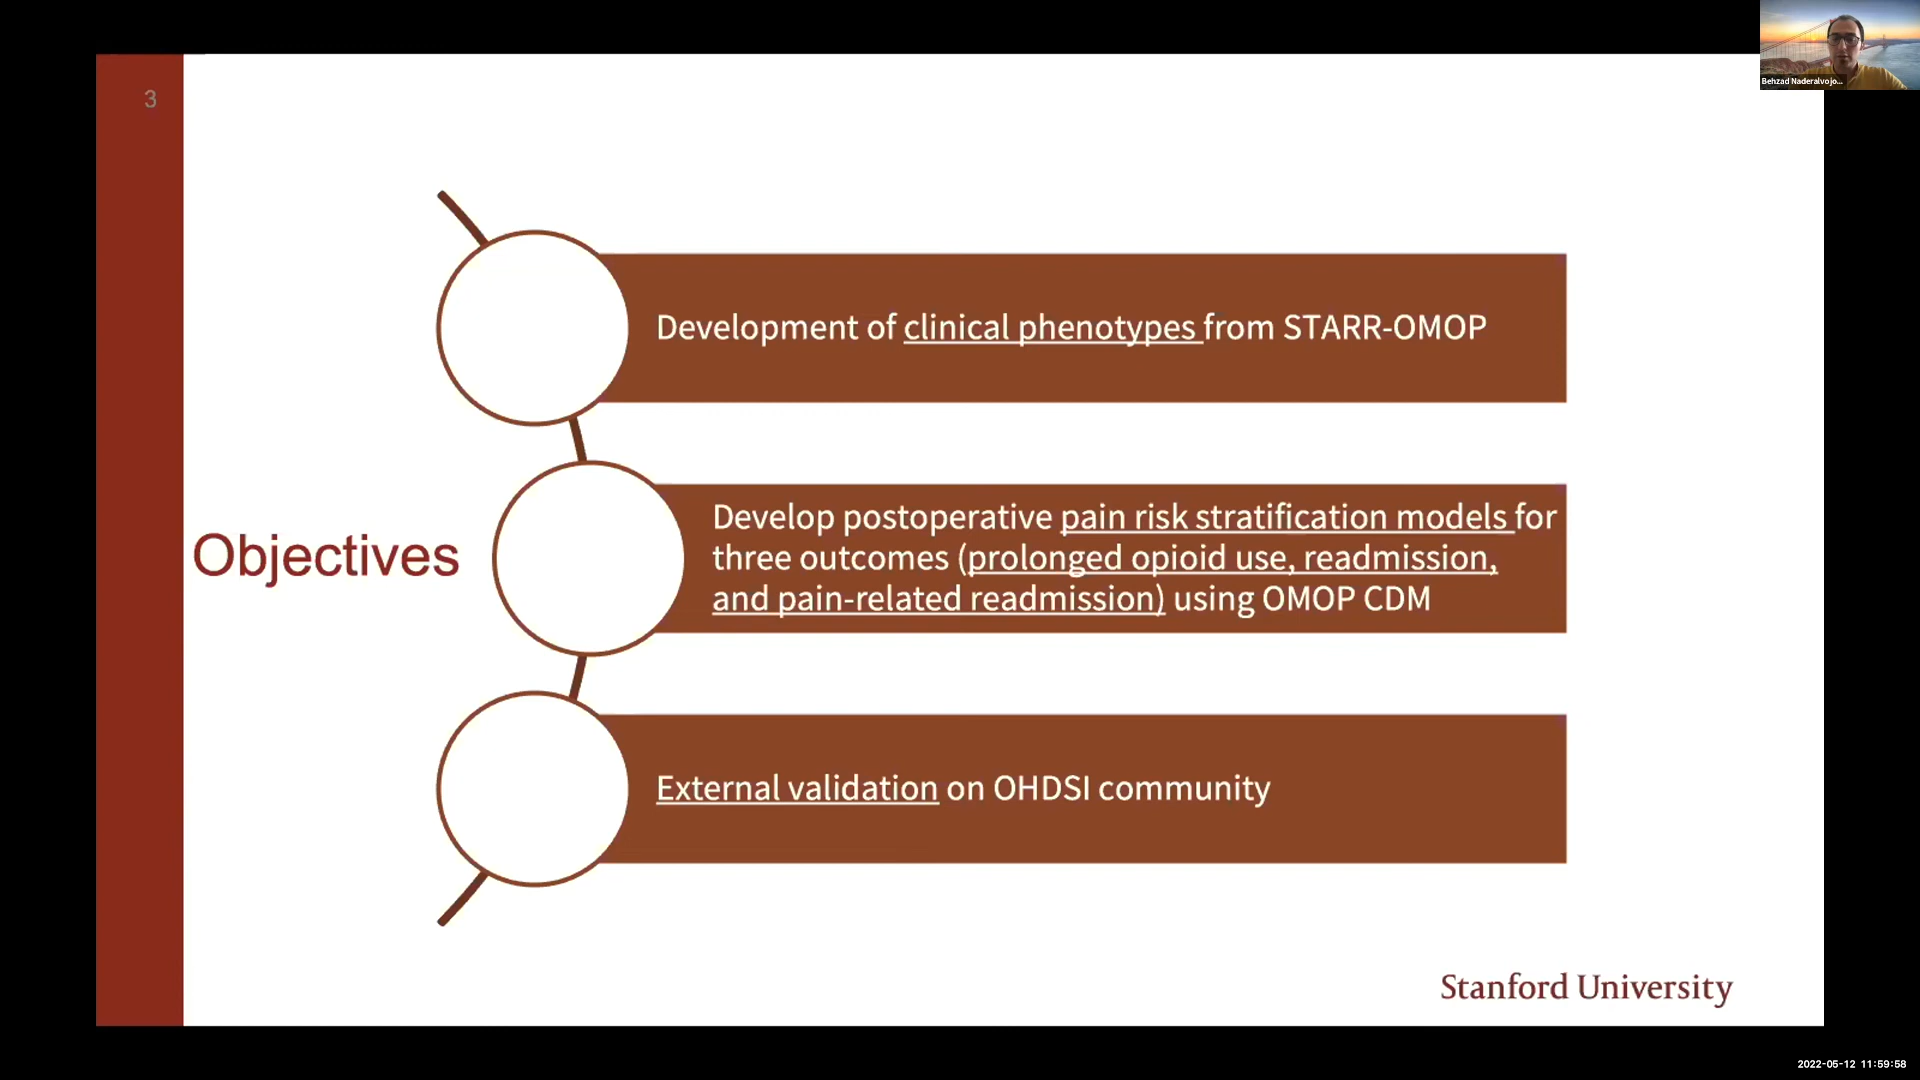 Behzad Naderalvojo...
3
Development of clinical phenotypes from STARR-OMOP
Objectives
Develop postoperative pain risk stratification models for
three outcomes (prolonged opioid use, readmission,
and pain-related readmission) using OMOP CDM
External validation on OHDSI community
Stanford University
2022-05-12 11:59:58